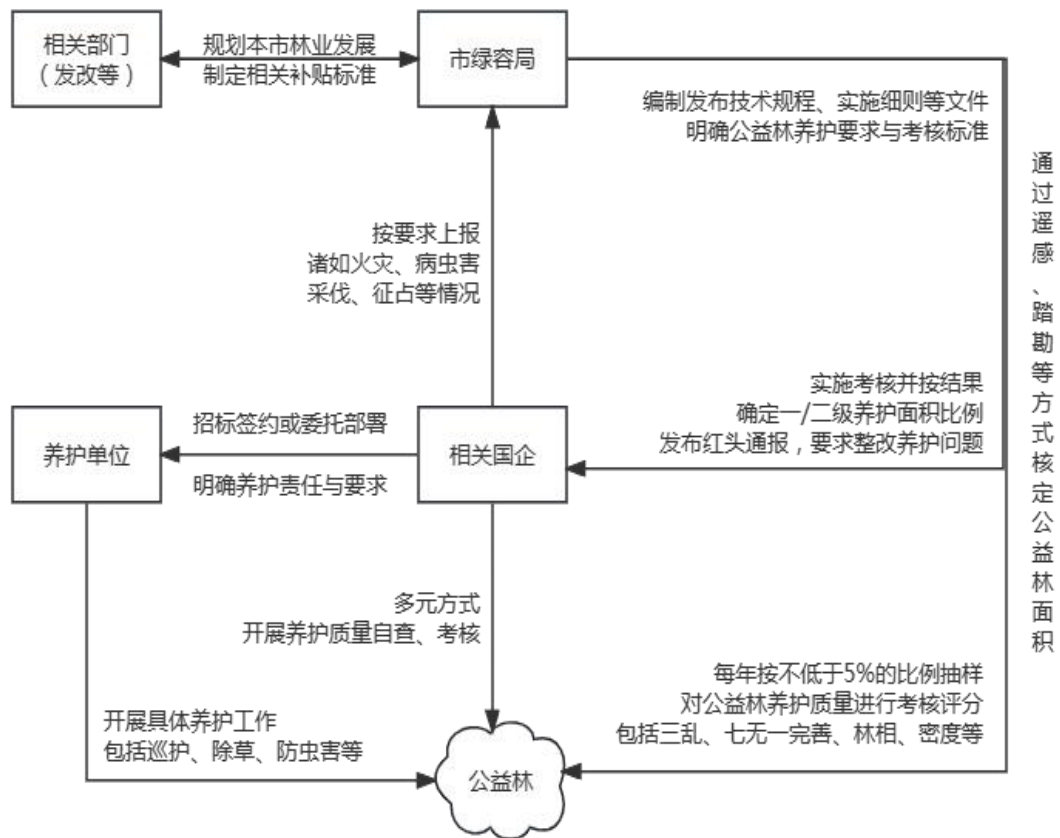 相关部门
（发改等）
规划本市林业发展
制定相关补贴标准
市绿容局
编制发布技术规程、实施细则等文件
明确公益林养护要求与考核标准
通过遥感、踏勘等方式核定公益林面积
按要求上报
诸如火灾、病虫害
采伐、征占等情况
实施考核并按结果
确定一/二级养护面积比例
发布红头通报，要求整改养护问题
养护单位
招标签约或委托部署
明确养护责任与要求
相关国企
多元方式
开展养护质量自查、考核
每年按不低于5%的比例抽样
对公益林养护质量进行考核评分
包括三乱、七无一完善、林相、密度等
开展具体养护工作
包括巡护、除草、防虫害等
公益林